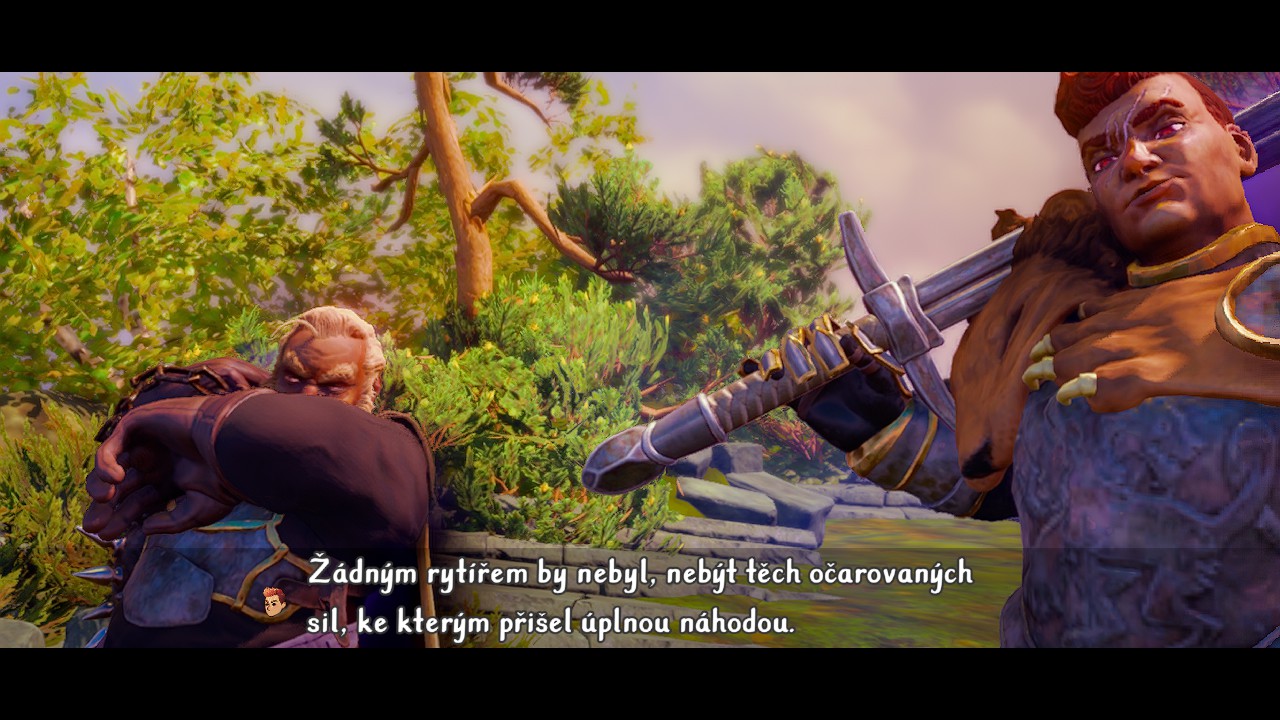 Žádným rytířem by nebyl, nebýt těch očarovaných
sil, ke kterým přišel úplnou náhodou.